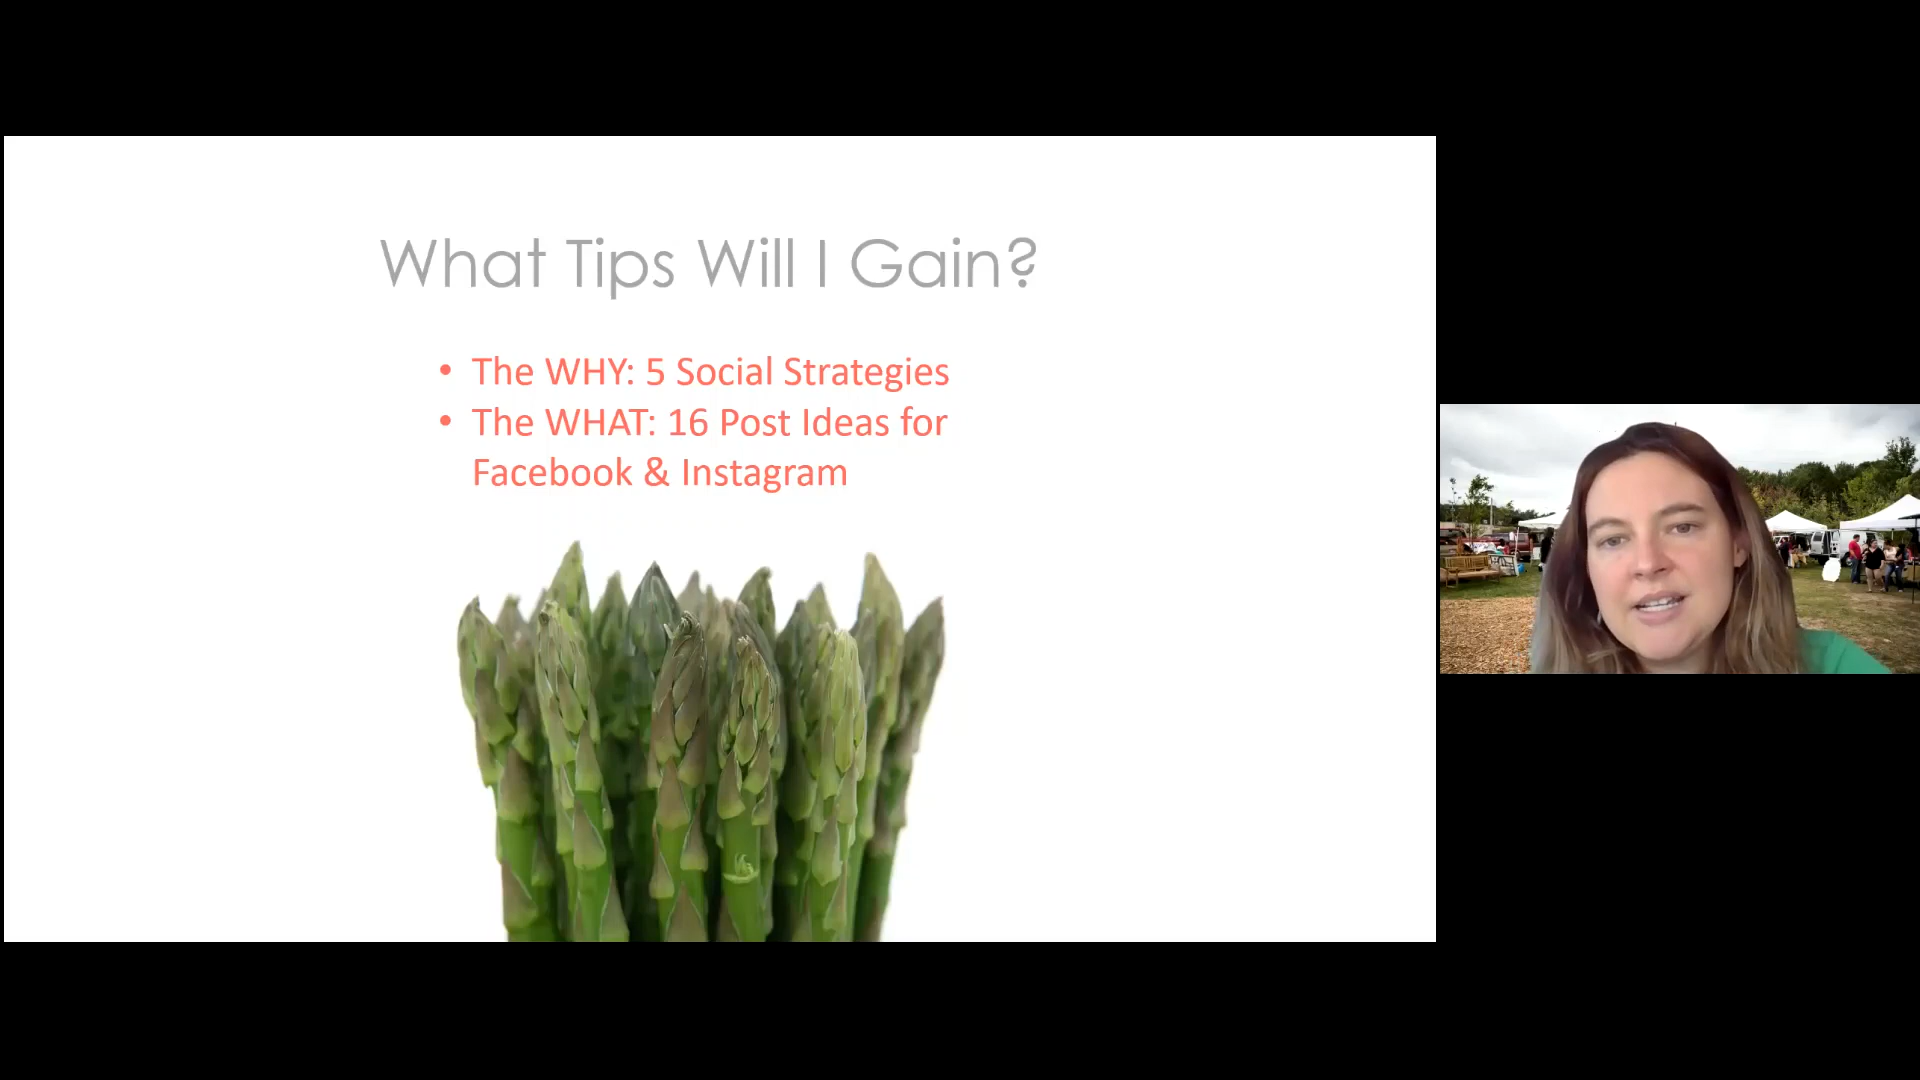 What Tips Will I Gain?
• The WHY: 5 Social Strategies
• The WHAT: 16 Post Ideas for
Facebook & Instagram